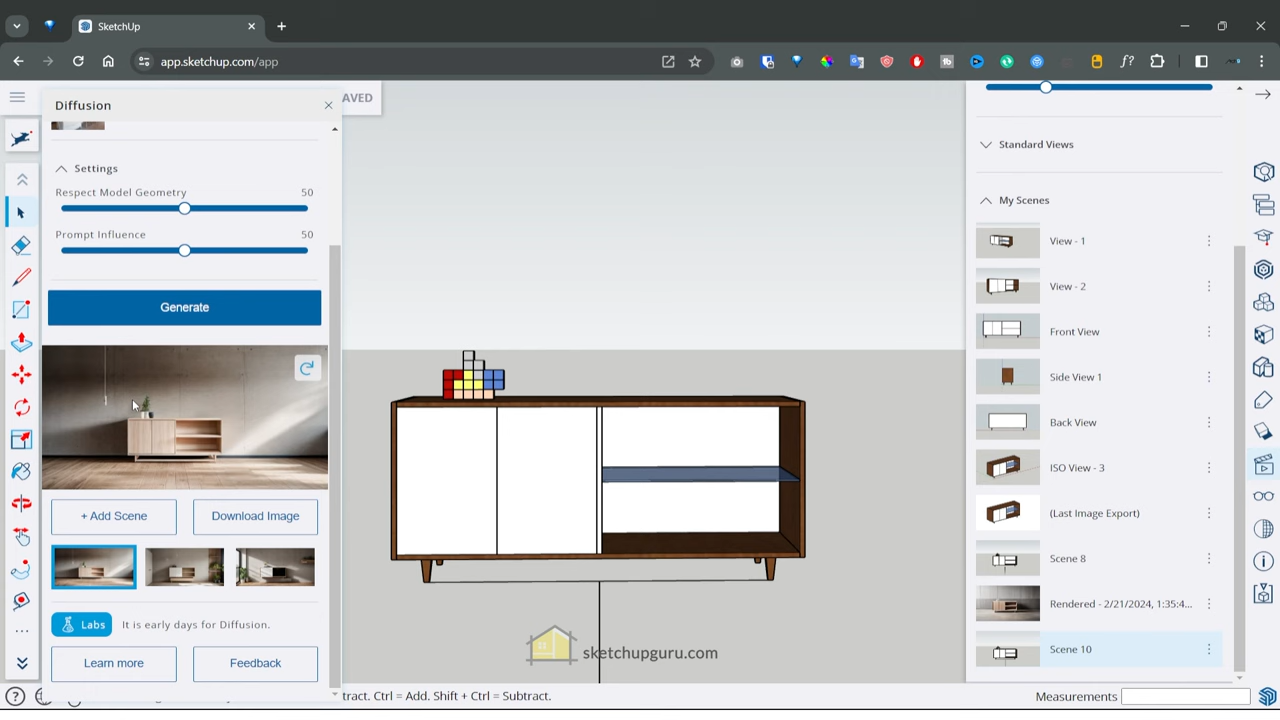 SketchUp
app.sketchup.com/app
Diffusion
AVED
Settings
Respect Model Geometry 50
Prompt Influence 50
Generate
+ Add Scene
Download Image
Labs
It is early days for Diffusion.
Learn more
Feedback
tract. Ctrl = Add. Shift + Ctrl = Subtract.
sketchupguru.com
Standard Views
My Scenes
View - 1
View - 2
Front View
Side View 1
Back View
ISO View - 3
(Last Image Export)
Scene 8
Rendered - 2/21/2024, 1:35:4...
Scene 10
Measurements